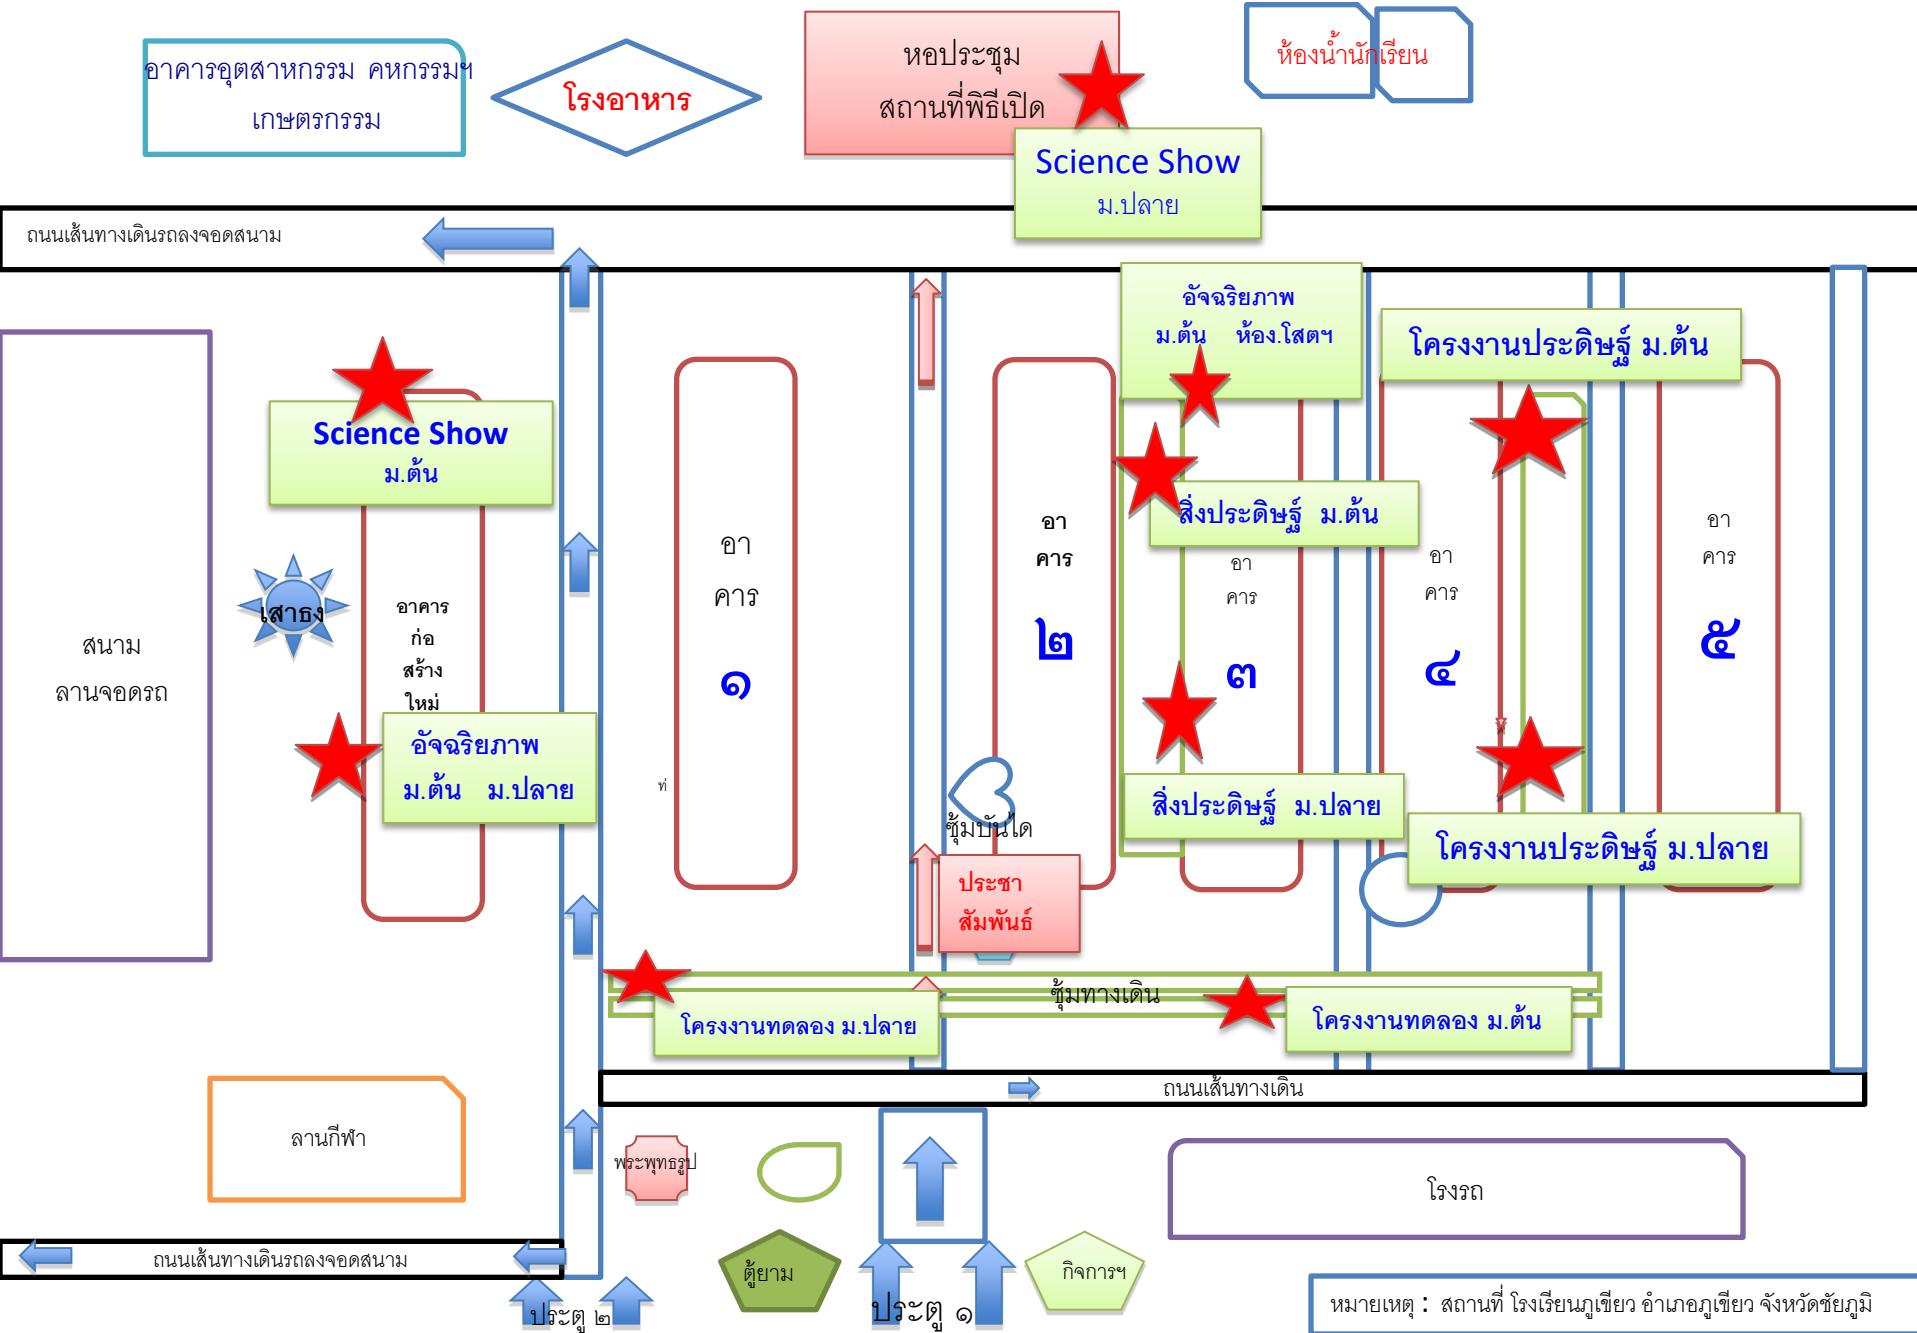 อาคารอุตสาหกรรม คหกรรมฯ
เกษตรกรรม
โรงอาหาร
หอประชุม
สถานที่พิธีเปิด
ห้องน้ำนักเรียน
Science Show
ม.ปลาย
ถนนเส้นทางเดินรถลงจอดสนาม
อัจฉริยภาพ
ม.ต้น ห้อง.โสตฯ
โครงงานประดิษฐ์ ม.ต้น
Science Show
ม.ต้น
สิ่งประดิษฐ์ ม.ต้น
สนาม
ลานจอดรถ
เสาธง
อาคาร
ก่อ
สร้าง
ใหม่
อา
คาร
๑
อา
คาร
๒
อา
คาร
๓
อา
คาร
๔
อา
คาร
๕
อัจฉริยภาพ
ม.ต้น ม.ปลาย
ท่
ซุ้มบันได
สิ่งประดิษฐ์ ม.ปลาย
โครงงานประดิษฐ์ ม.ปลาย
ประชา
สัมพันธ์
ซุ้มทางเดิน
โครงงานทดลอง ม.ปลาย
โครงงานทดลอง ม.ต้น
ถนนเส้นทางเดิน
ลานกีฬา
พระพุทธรูป
โรงรถ
ถนนเส้นทางเดินรถลงจอดสนาม
ตู้ยาม
กิจการฯ
ประตู ๒
ประตู ๑
หมายเหตุ : สถานที่ โรงเรียนภูเขียว อำเภอภูเขียว จังหวัดชัยภูมิ